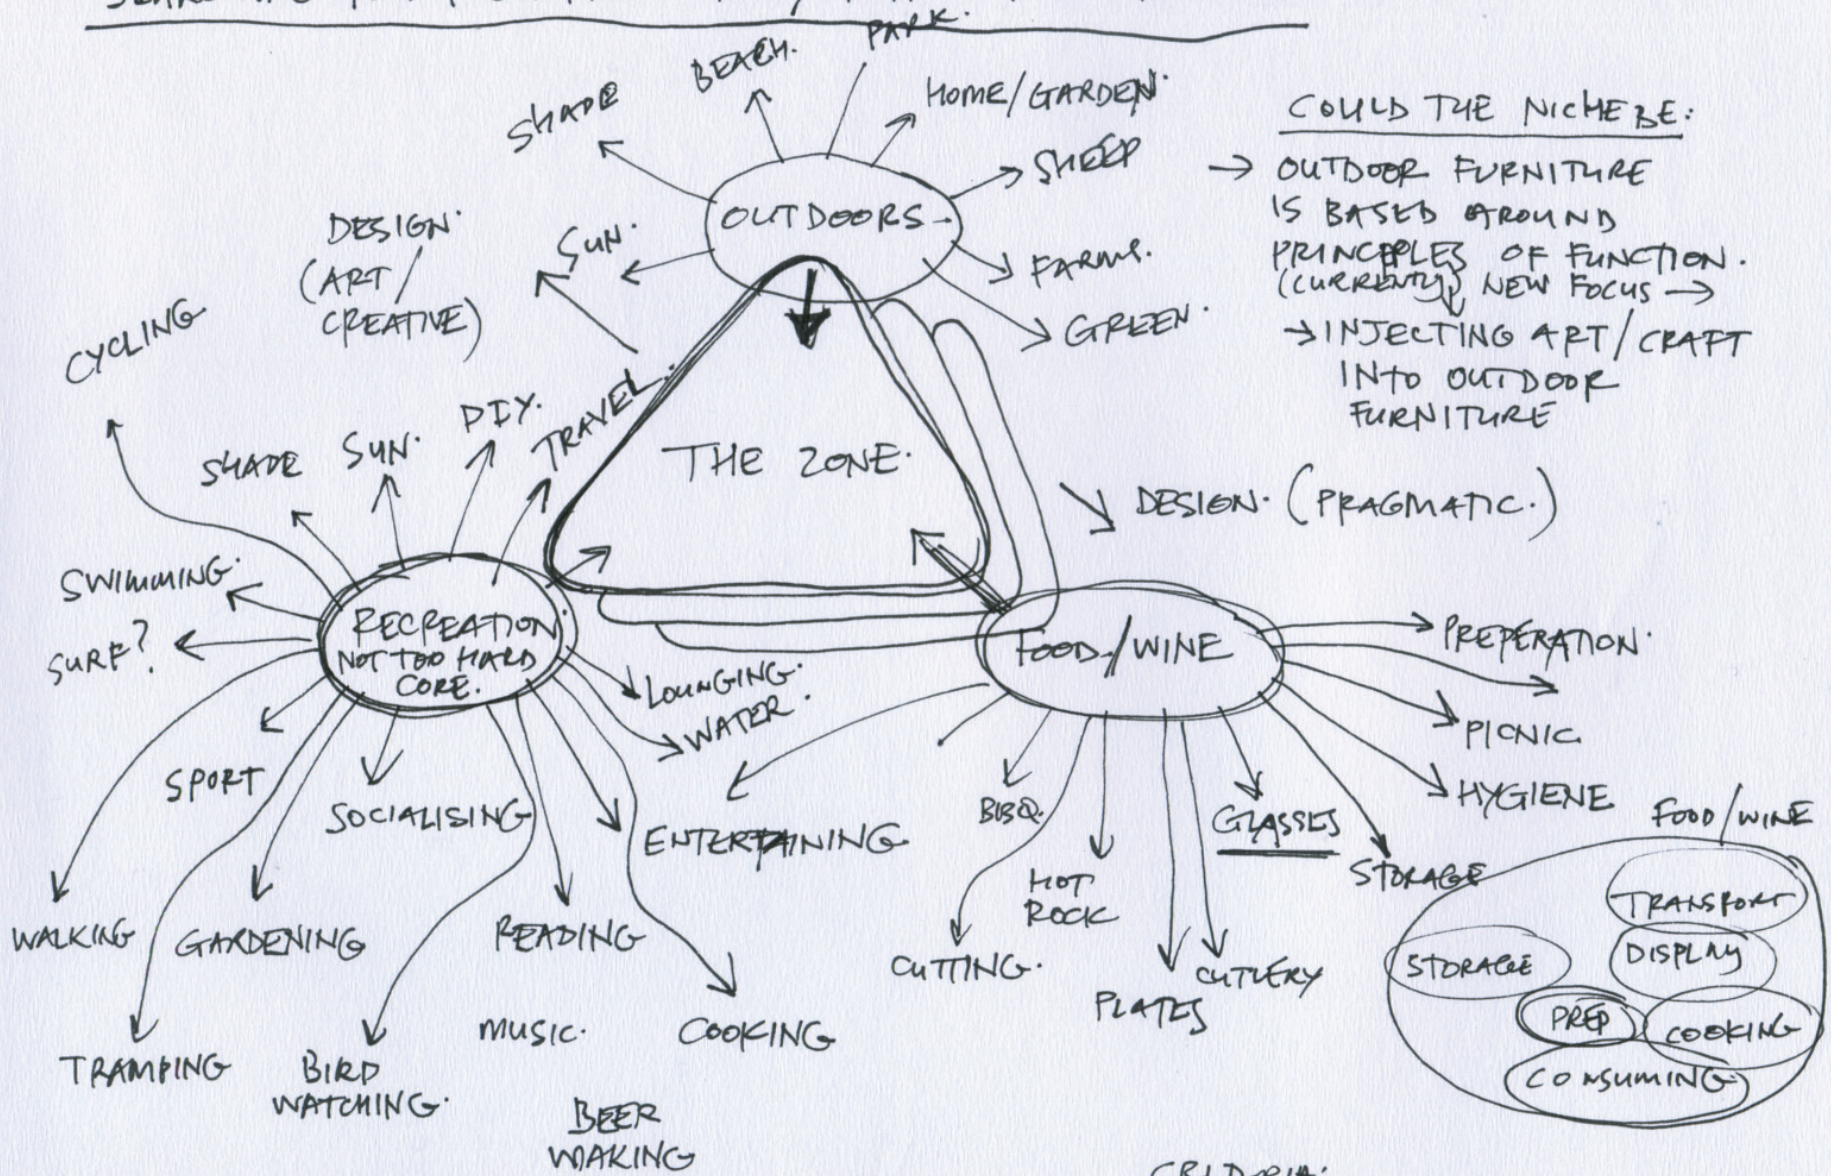 PARK.
BEACH.
SHADE
HOME/GARDEN.
SHEEP
OUTDOORS
SUN.
FARMS.
GREEN.
DESIGN.
(ART/
CREATIVE)
COULD THE NICHE BE:
→ OUTDOOR FURNITURE
IS BASED AROUND
PRINCIPLES OF FUNCTION.
(CURRENTLY) NEW FOCUS →
→ INJECTING ART/CRAFT
INTO OUTDOOR
FURNITURE
CYCLING
SHADE
SUN.
DIY.
TRAVEL.
THE ZONE.
DESIGN. (PRAGMATIC.)
SWIMMING.
SURF?
RECREATION
NOT TOO HARD
CORE.
LOUNGING.
WATER.
FOOD/WINE
PREPERATION.
PICNIC
HYGIENE
STORAGE
GLASSES
BBQ.
HOT
ROCK
CUTTING.
PLATES
CUTLERY
ENTERTAINING
SPORT
SOCIALISING
WALKING
GARDENING
READING
TRAMPING
BIRD
WATCHING.
MUSIC.
COOKING
BEER
MAKING
FOOD/WINE
TRANSPORT
STORAGE
DISPLAY
PREP
COOKING
CONSUMING